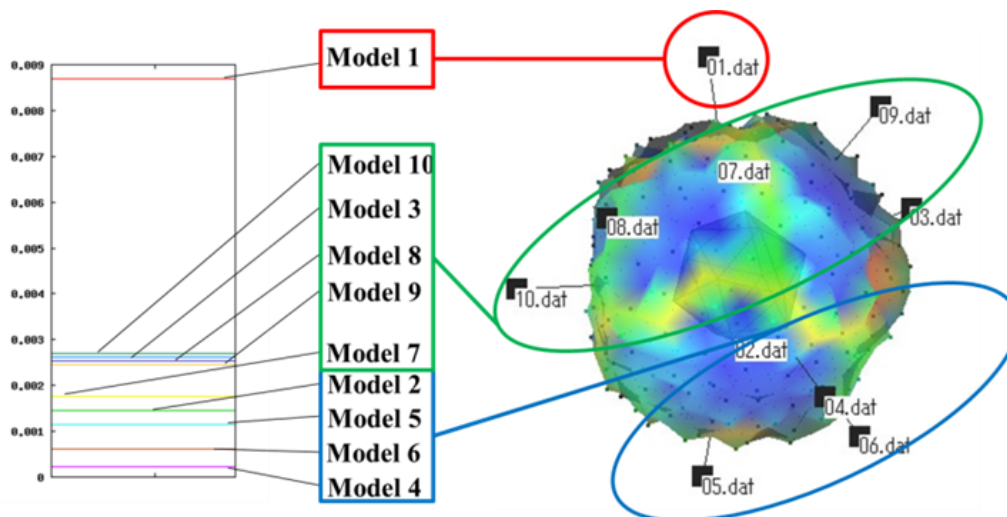 0.009
0.008
0.007
0.006
0.005
0.004
0.003
0.002
0.001
0
Model 1
Model 10
Model 3
Model 8
Model 9
Model 7
Model 2
Model 5
Model 6
Model 4
01.dat
09.dat
07.dat
03.dat
08.dat
10.dat
02.dat
04.dat
06.dat
05.dat